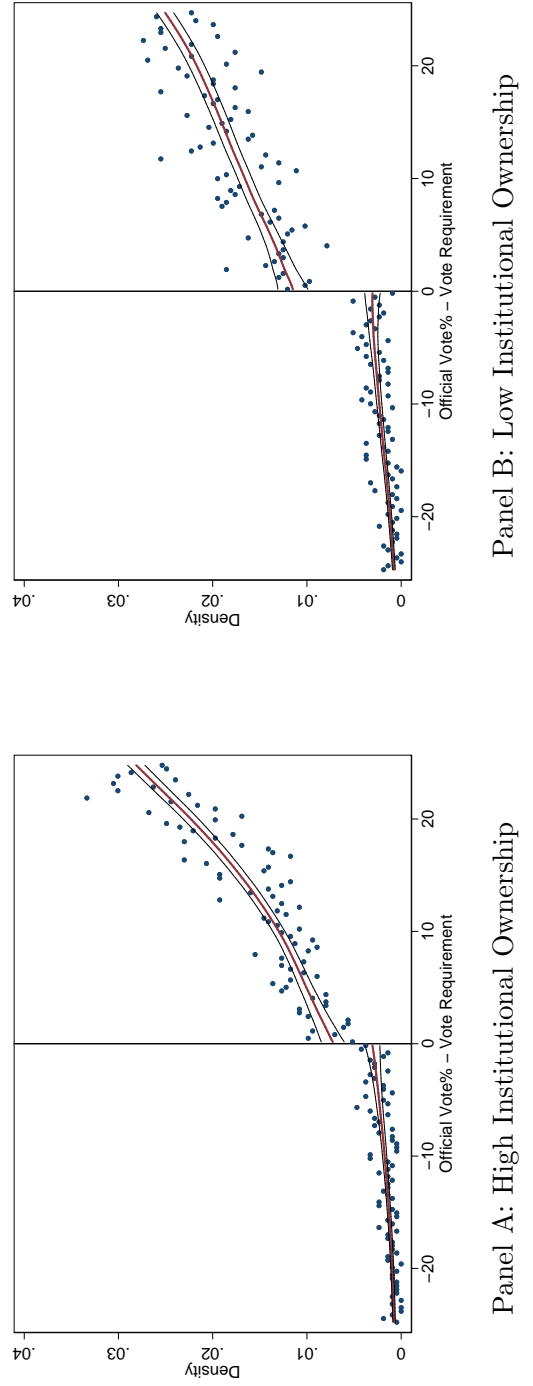 Density
0 .01 .02 .03 .04
−20 −10 0 10 20
Official Vote% − Vote Requirement
Panel A: High Institutional Ownership
Density
0 .01 .02 .03 .04
−20 −10 0 10 20
Official Vote% − Vote Requirement
Panel B: Low Institutional Ownership